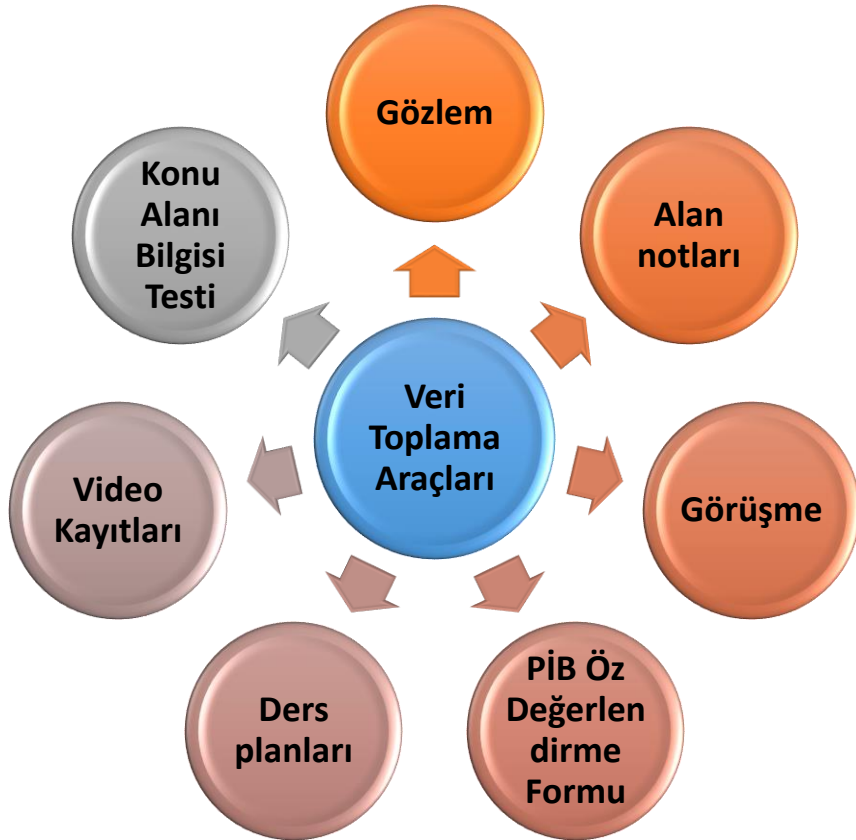 Gözlem
Alan
notları
Görüşme
PİB Öz
Değerlen
dirme
Formu
Ders
planları
Video
Kayıtları
Konu
Alanı
Bilgisi
Testi
Veri
Toplama
Araçları